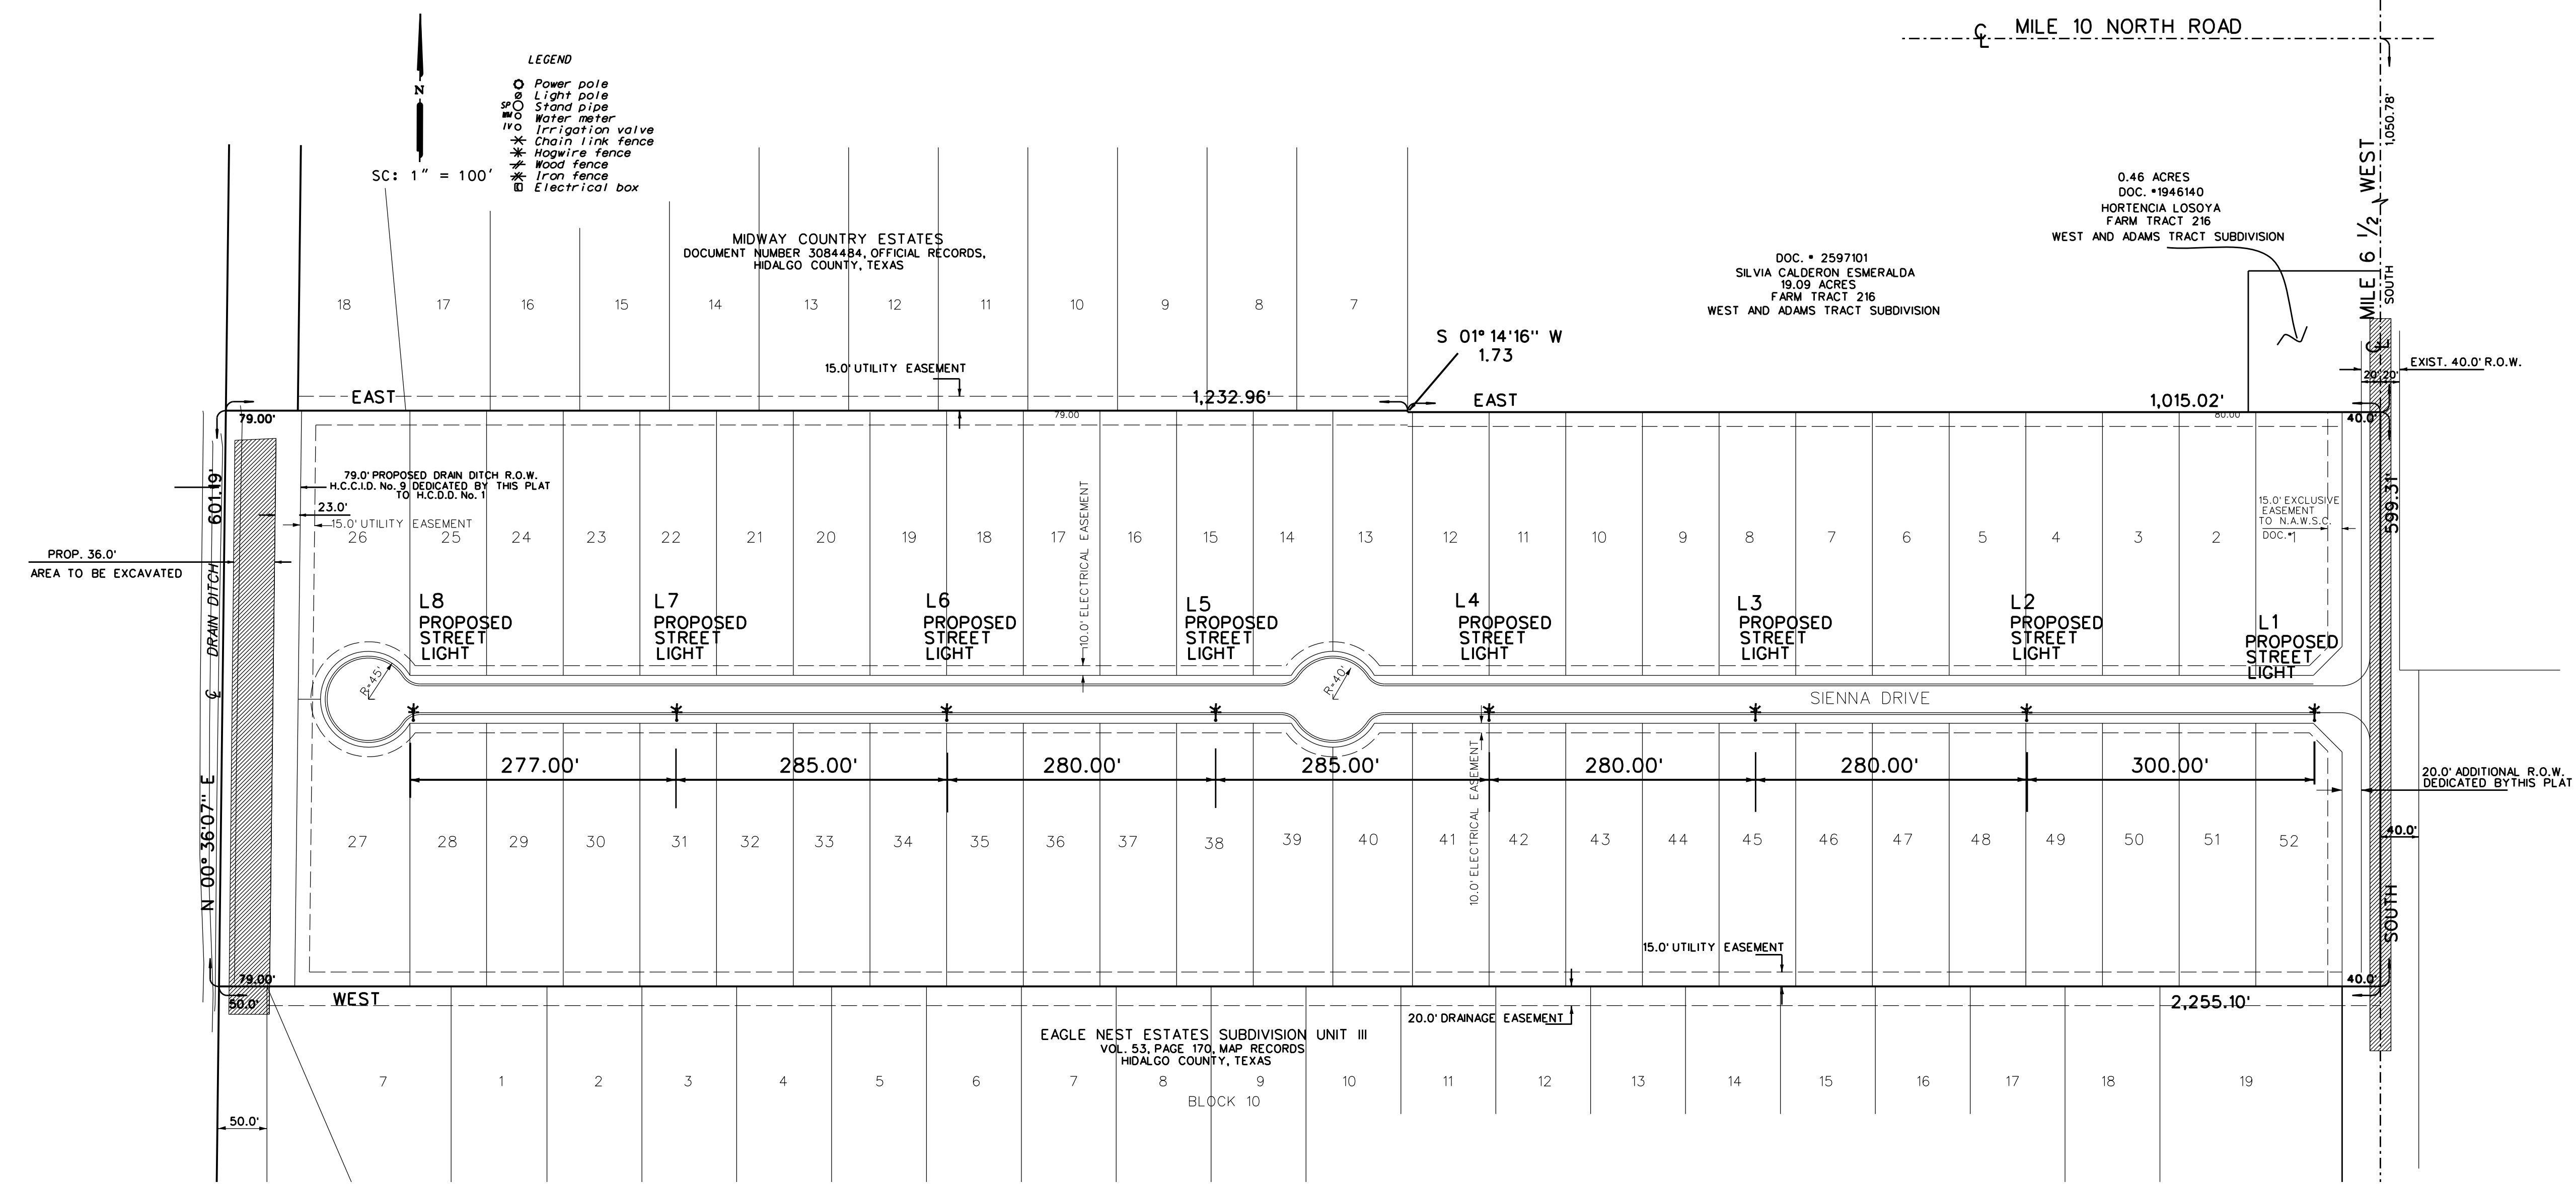 ℄ MILE 10 NORTH ROAD
1,050.78'
MILE 6 1/2 WEST
SOUTH
℄
N
SC: 1" = 100'
LEGEND
Power pole
Light pole
SP Stand pipe
WM Water meter
IV Irrigation valve
Chain link fence
Hogwire fence
Wood fence
Iron fence
E Electrical box
MIDWAY COUNTRY ESTATES
DOCUMENT NUMBER 3084484, OFFICIAL RECORDS,
HIDALGO COUNTY, TEXAS
18 17 16 15 14 13 12 11 10 9 8 7
DOC. # 2597101
SILVIA CALDERON ESMERALDA
19.09 ACRES
FARM TRACT 216
WEST AND ADAMS TRACT SUBDIVISION
0.46 ACRES
DOC. #1946140
HORTENCIA LOSOYA
FARM TRACT 216
WEST AND ADAMS TRACT SUBDIVISION
S 01° 14'16" W
1.73
EXIST. 40.0' R.O.W.
20' 20'
15.0' UTILITY EASEMENT
EAST
1,232.96'
EAST
1,015.02'
79.00'
79.00
80.00
40.0'
601.19'
599.31'
79.0' PROPOSED DRAIN DITCH R.O.W.
H.C.C.I.D. No. 9 DEDICATED BY THIS PLAT
TO H.C.D.D. No. 1
23.0'
15.0' UTILITY EASEMENT
15.0' EXCLUSIVE
EASEMENT
TO N.A.W.S.C.
DOC.#
26 25 24 23 22 21 20 19 18 17 16 15 14 13 12 11 10 9 8 7 6 5 4 3 2 1
10.0' ELECTRICAL EASEMENT
PROP. 36.0'
AREA TO BE EXCAVATED
DRAIN DITCH
℄
L8
PROPOSED
STREET
LIGHT
L7
PROPOSED
STREET
LIGHT
L6
PROPOSED
STREET
LIGHT
L5
PROPOSED
STREET
LIGHT
L4
PROPOSED
STREET
LIGHT
L3
PROPOSED
STREET
LIGHT
L2
PROPOSED
STREET
LIGHT
L1
PROPOSED
STREET
LIGHT
R=45'
R=40'
SIENNA DRIVE
277.00' 285.00' 280.00' 285.00' 280.00' 280.00' 300.00'
20.0' ADDITIONAL R.O.W.
DEDICATED BY THIS PLAT
40.0'
N 00° 36'07" E
10.0' ELECTRICAL EASEMENT
27 28 29 30 31 32 33 34 35 36 37 38 39 40 41 42 43 44 45 46 47 48 49 50 51 52
SOUTH
15.0' UTILITY EASEMENT
79.00'
40.0'
50.0'
WEST
2,255.10'
20.0' DRAINAGE EASEMENT
EAGLE NEST ESTATES SUBDIVISION UNIT III
VOL. 53, PAGE 170, MAP RECORDS
HIDALGO COUNTY, TEXAS
7 1 2 3 4 5 6 7 8 9 10 11 12 13 14 15 16 17 18 19
BLOCK 10
50.0'